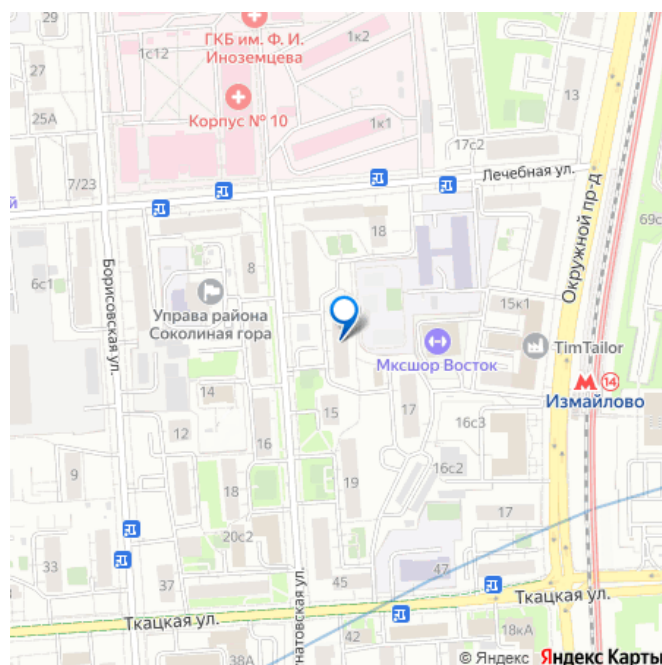 29
27
25А
7/23
й
1с12
ГКБ им. Ф. И.
Иноземцева
Корпус № 10
1к2
1к1
13
17с2
Лечебная ул.
Окружной пр-д
69с
6с1
Борисовская ул.
8
Управа района
Соколиная гора
18
15к1
TimTailor
Мксшор Восток
14
Измайлово
14
12
16
15
17
16с3
16с2
9
18
20с2
19
17
33
37
45
47
Ткацкая ул.
Ткацкая ул.
гнатовская ул.
38А
42
18кА
© Яндекс Яндекс Карты